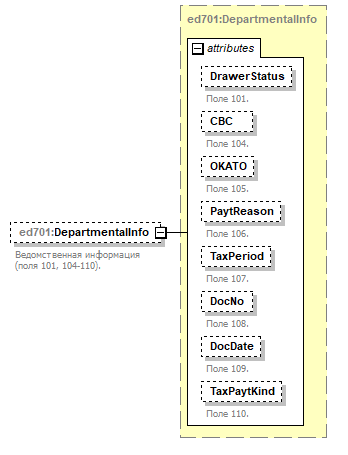 ed701:DepartmentalInfo
attributes
DrawerStatus
Поле 101.
CBC
Поле 104.
OKATO
Поле 105.
PaytReason
Поле 106.
ed701:DepartmentalInfo
Ведомственная информация
(поля 101, 104-110).
TaxPeriod
Поле 107.
DocNo
Поле 108.
DocDate
Поле 109.
TaxPaytKind
Поле 110.